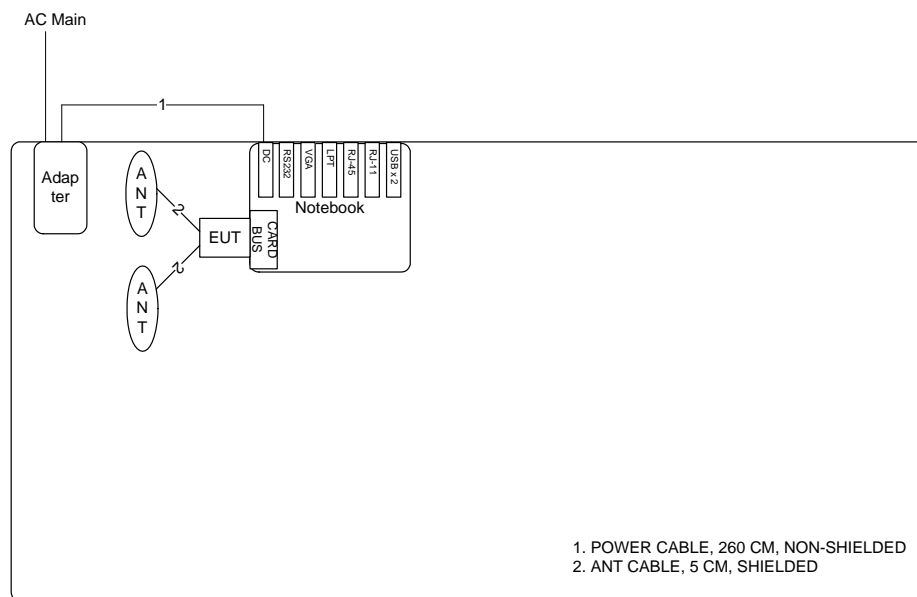 AC Main
1
Adap
ter
A
N
T
2
EUT
2
A
N
T
DC
RS232
VGA
LPT
RJ-45
RJ-11
USB x 2
Notebook
CARD
BUS
1. POWER CABLE, 260 CM, NON-SHIELDED
2. ANT CABLE, 5 CM, SHIELDED